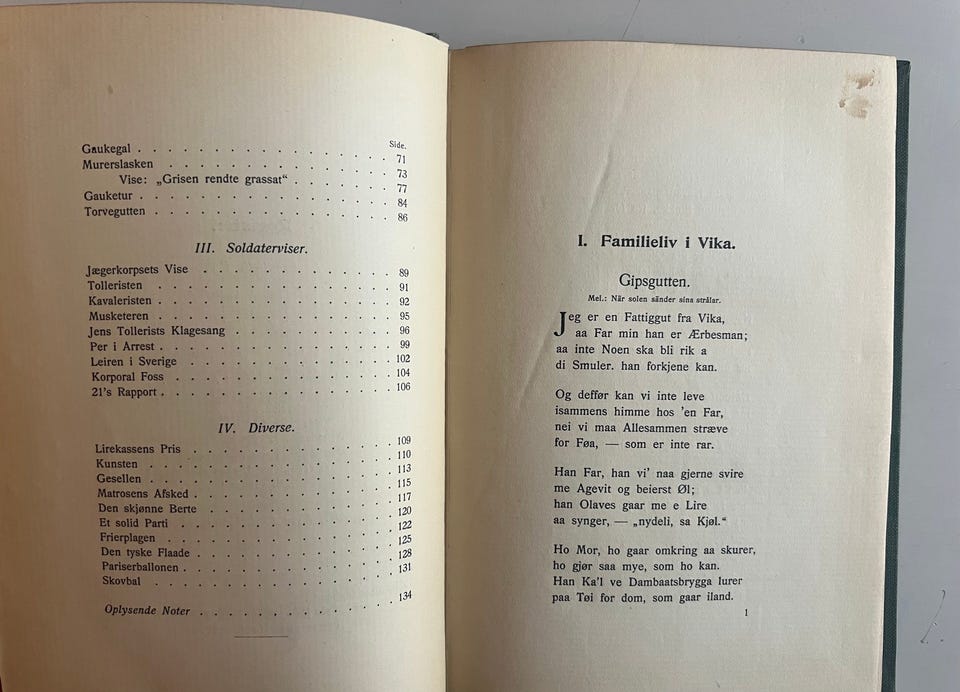 Side.
Gaukegal . . . . . . . . . . . . . . . 71
Murerslasken . . . . . . . . . . . . . . 73
Vise: „Grisen rendte grassat“ . . . . . . . 77
Gauketur . . . . . . . . . . . . . . . 84
Torvegutten . . . . . . . . . . . . . . 86
III. Soldaterviser.
Jægerkorpsets Vise . . . . . . . . . . . . 89
Tolleristen . . . . . . . . . . . . . . 91
Kavaleristen . . . . . . . . . . . . . . 92
Musketeren . . . . . . . . . . . . . . 95
Jens Tollerists Klagesang . . . . . . . . . . 96
Per i Arrest . . . . . . . . . . . . . . 99
Leiren i Sverige . . . . . . . . . . . . . 102
Korporal Foss . . . . . . . . . . . . . 104
21's Rapport . . . . . . . . . . . . . . 106
IV. Diverse.
Lirekassens Pris . . . . . . . . . . . . . 109
Kunsten . . . . . . . . . . . . . . . 110
Gesellen . . . . . . . . . . . . . . . 113
Matrosens Afsked . . . . . . . . . . . . . 115
Den skjønne Berte . . . . . . . . . . . . 117
Et solid Parti . . . . . . . . . . . . . 120
Frierplagen . . . . . . . . . . . . . . 122
Den tyske Flaade . . . . . . . . . . . . 125
Pariserballonen . . . . . . . . . . . . . 128
Skovbal . . . . . . . . . . . . . . . 131
Oplysende Noter . . . . . . . . . . . . . 134
I. Familieliv i Vika.
Gipsgutten.
Mel.: När solen sänder sina strålar.
Jeg er en Fattiggut fra Vika,
aa Far min han er Ærbesman;
aa inte Noen ska bli rik a
di Smuler. han forkjene kan.
Og deffør kan vi inte leve
isammens himme hos 'en Far,
nei vi maa Allesammen stræve
for Føa, — som er inte rar.
Han Far, han vi' naa gjerne svire
me Agevit og beierst Øl;
han Olaves gaar me e Lire
aa synger, — „nydeli, sa Kjøl.“
Ho Mor, ho gaar omkring aa skurer,
ho gjør saa mye, som ho kan.
Han Ka'l ve Dambaatsbrygga lurer
paa Tøi for dom, som gaar iland.
1